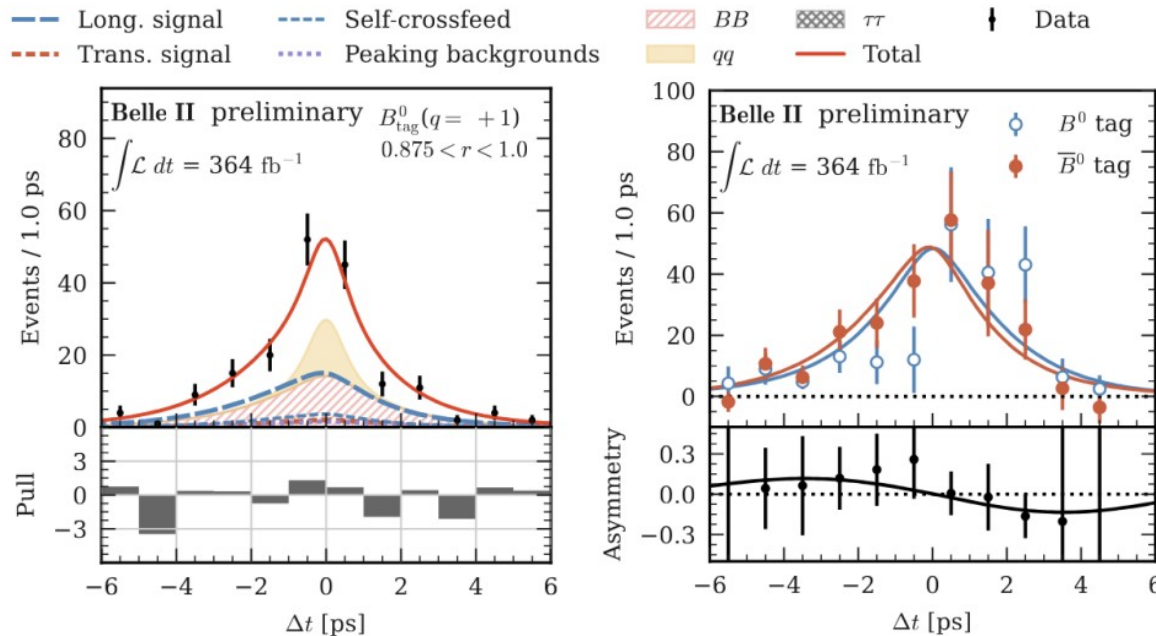 Long. signal Self-crossfeed BB ττ Data
Trans. signal Peaking backgrounds qq Total
Belle II preliminary
B⁰tag(q = +1)
0.875 < r < 1.0
∫ℒ dt = 364 fb⁻¹
Events / 1.0 ps
80
60
40
20
0
Pull
3
0
−3
−6 −4 −2 0 2 4 6
Δt [ps]
Belle II preliminary
∫ℒ dt = 364 fb⁻¹
B⁰ tag
B̅⁰ tag
Events / 1.0 ps
100
80
60
40
20
0
Asymmetry
0.3
0.0
−0.3
−6 −4 −2 0 2 4 6
Δt [ps]